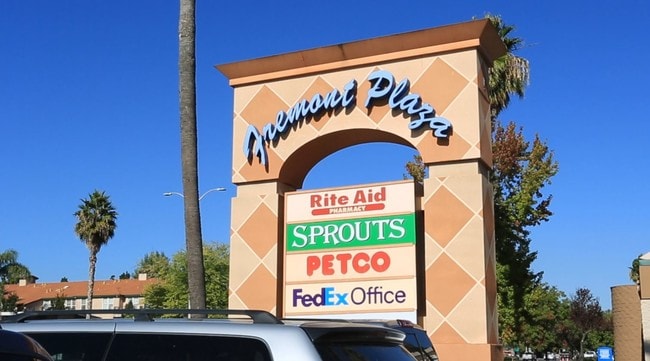 Fremont Plaza
Rite Aid
PHARMACY
SPROUTS
PETCO
FedEx Office